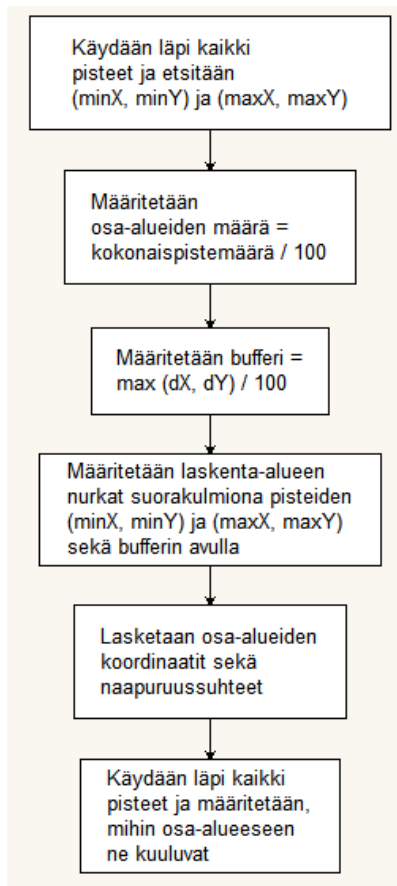 Käydään läpi kaikki
pisteet ja etsitään
(minX, minY) ja (maxX, maxY)
Määritetään
osa-alueiden määrä =
kokonaispistemäärä / 100
Määritetään bufferi =
max (dX, dY) / 100
Määritetään laskenta-alueen
nurkat suorakulmiona pisteiden
(minX, minY) ja (maxX, maxY)
sekä bufferin avulla
Lasketaan osa-alueiden
koordinaatit sekä
naapuruussuhteet
Käydään läpi kaikki
pisteet ja määritetään,
mihin osa-alueeseen
ne kuuluvat